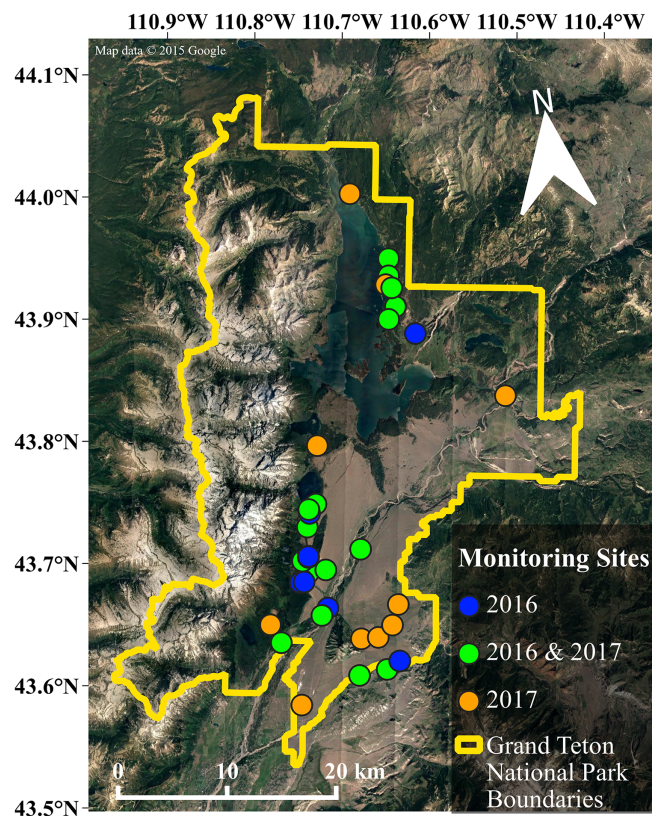 110.9°W 110.8°W 110.7°W 110.6°W 110.5°W 110.4°W
Map data © 2015 Google
44.1°N
N
44.0°N
43.9°N
43.8°N
43.7°N
43.6°N
43.5°N
Monitoring Sites
2016
2016 & 2017
2017
Grand Teton
National Park
Boundaries
0 10 20 km